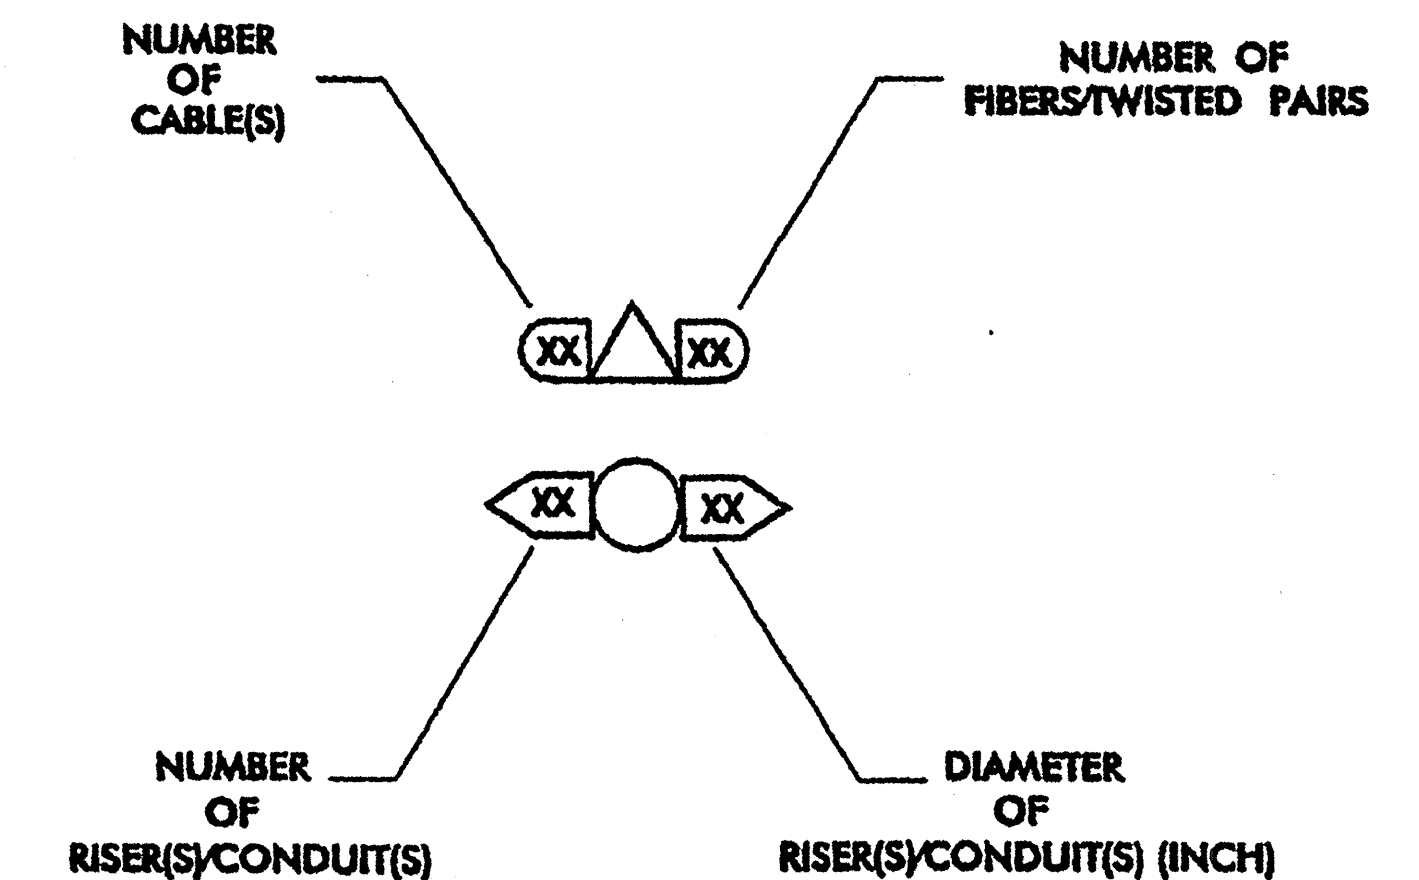 NUMBER
OF
CABLE(S)
NUMBER OF
FIBERS/TWISTED PAIRS
XX
XX
XX
XX
NUMBER
OF
RISER(S)/CONDUIT(S)
DIAMETER
OF
RISER(S)/CONDUIT(S) (INCH)